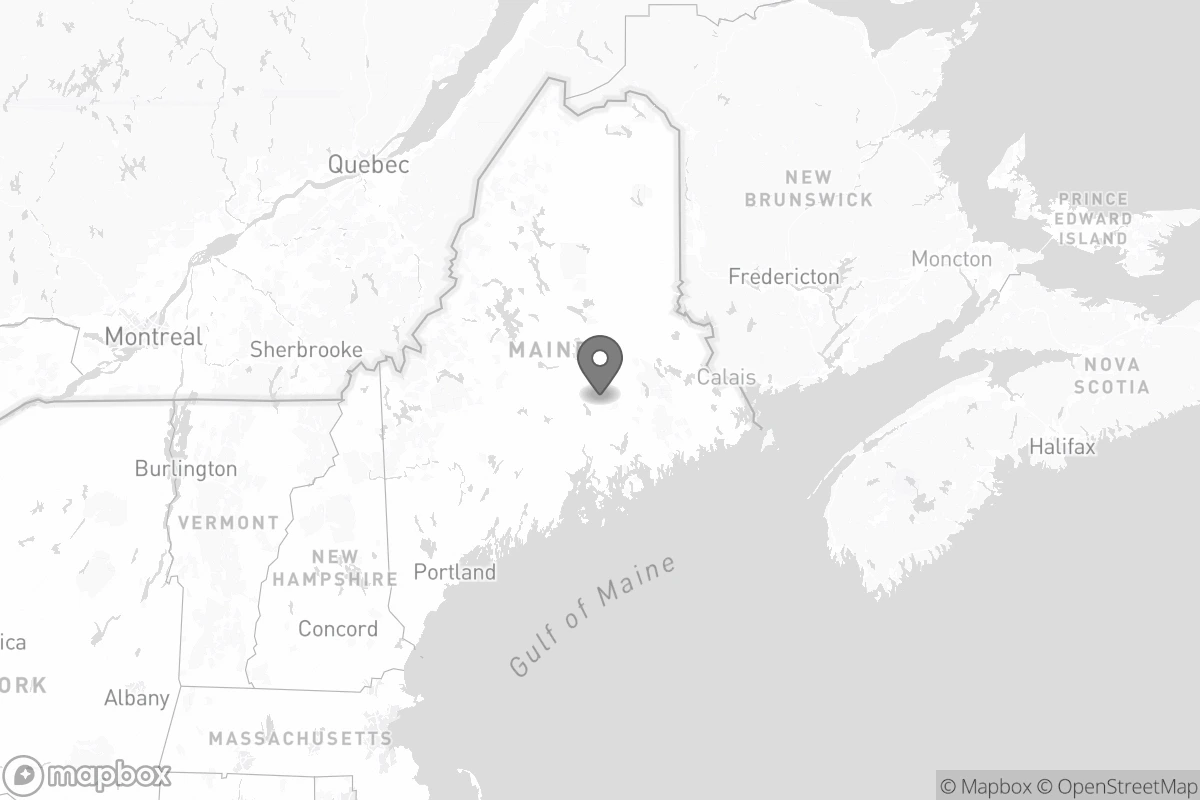 Quebec
NEW
BRUNSWICK
PRINCE
EDWARD
ISLAND
Moncton
Fredericton
Montreal
Sherbrooke
MAINE
NOVA
SCOTIA
Calais
Halifax
Burlington
VERMONT
NEW
HAMPSHIRE
Portland
Gulf of Maine
Concord
ica
ORK
Albany
MASSACHUSETTS
mapbox
© Mapbox © OpenStreetMap